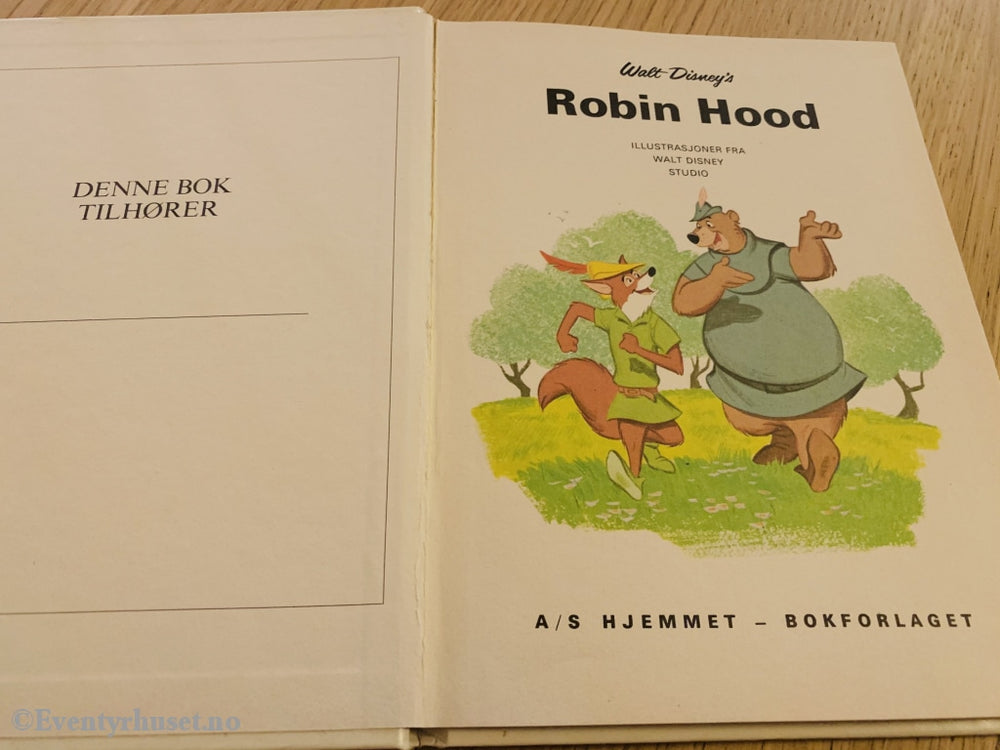 DENNE BOK
TILHØRER
Walt Disney's
Robin Hood
ILLUSTRASJONER FRA
WALT DISNEY
STUDIO
A/S HJEMMET – BOKFORLAGET
©Eventyrhuset.no